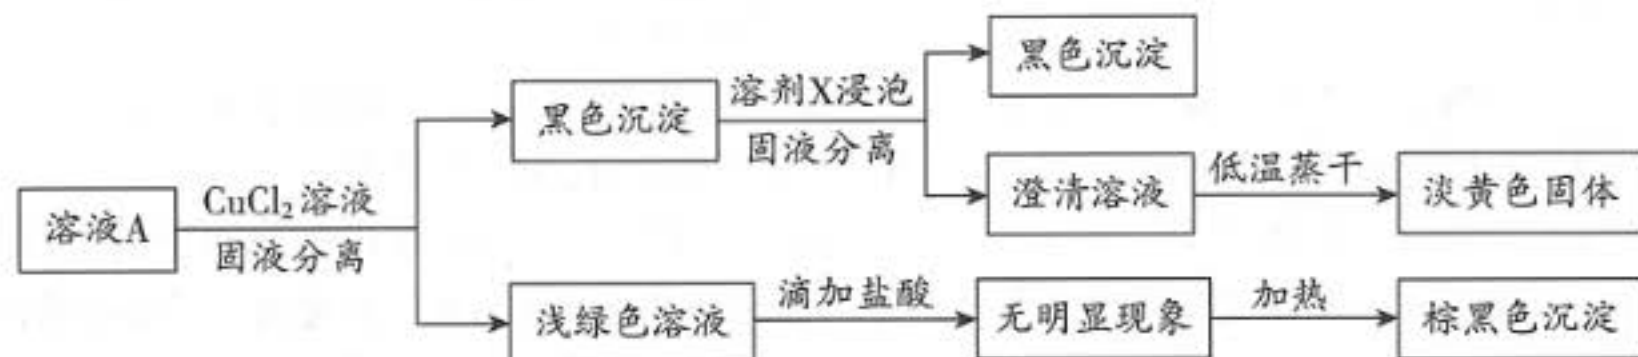 黑色沉淀
溶剂X浸泡
黑色沉淀
固液分离
低温蒸干
CuCl₂溶液
澄清溶液
淡黄色固体
溶液A
固液分离
滴加盐酸
加热
浅绿色溶液
无明显现象
棕黑色沉淀